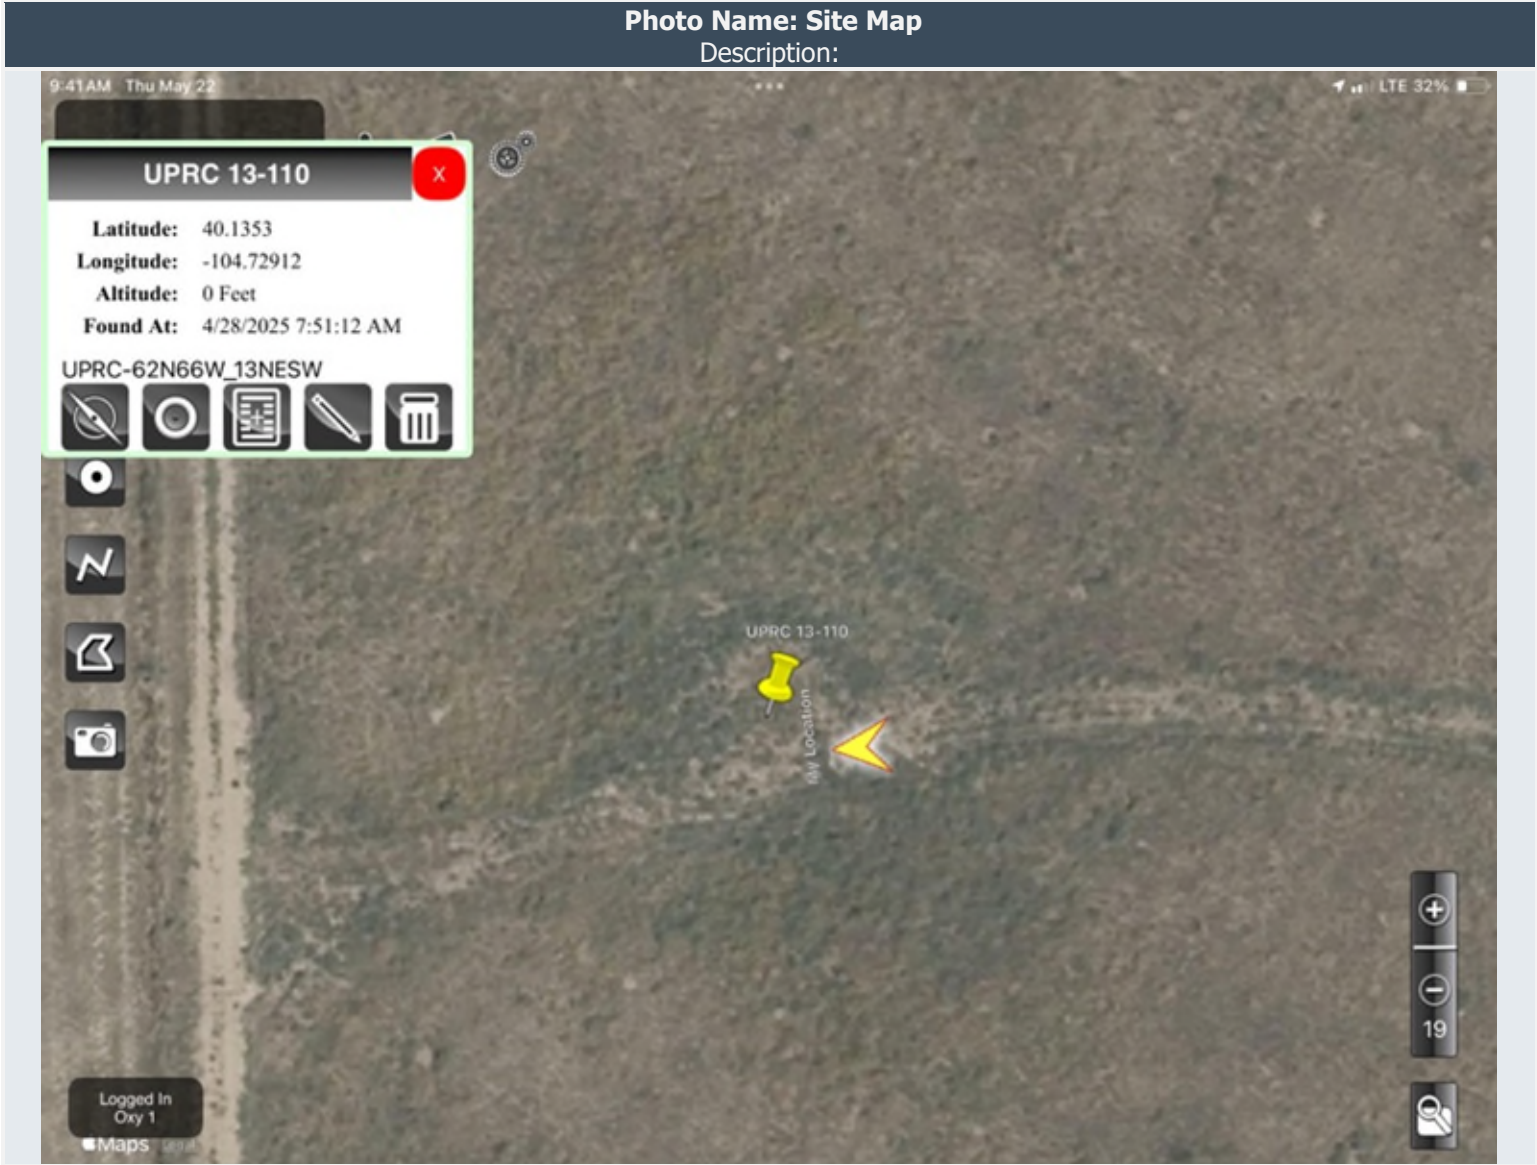 Photo Name: Site Map
Description:
9:41 AM Thu May 22
LTE 32%
UPRC 13-110
X
Latitude: 40.1353
Longitude: -104.72912
Altitude: 0 Feet
Found At: 4/28/2025 7:51:12 AM
UPRC-62N66W_13NESW
UPRC 13-110
My Location
19
Logged In
Oxy 1
Maps